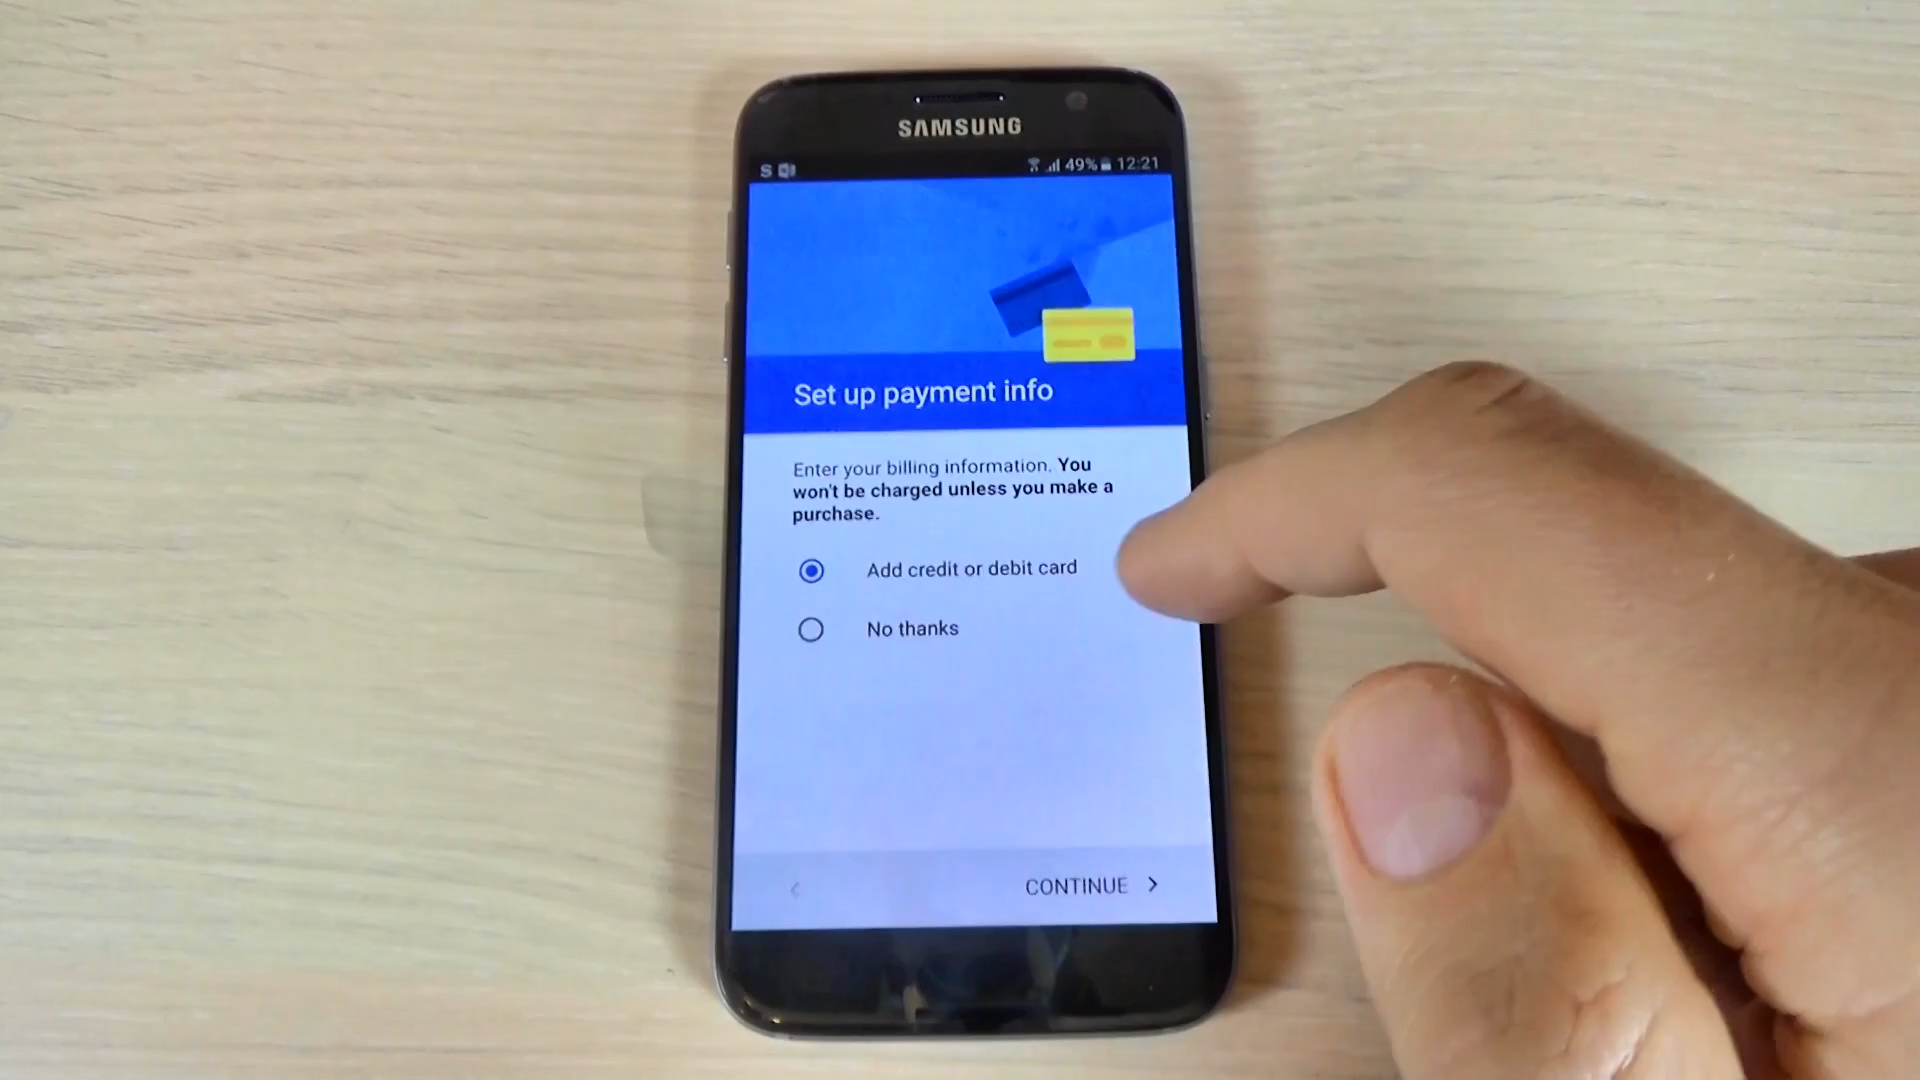 SAMSUNG
S 49% 12:21
Set up payment info
Enter your billing information. You
won't be charged unless you make a
purchase.
Add credit or debit card
No thanks
CONTINUE